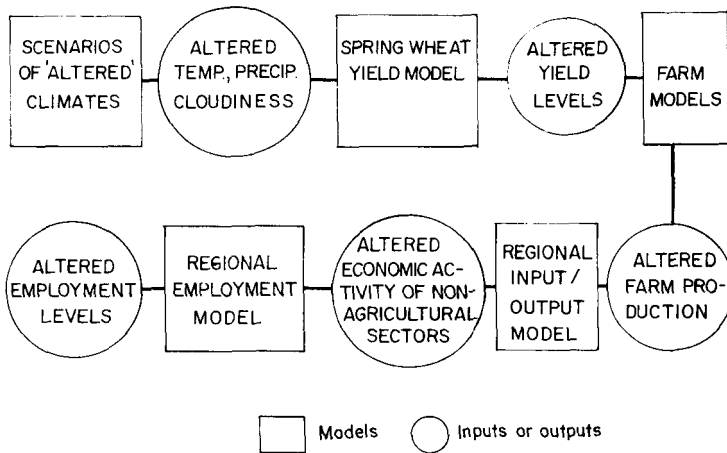 SCENARIOS
OF 'ALTERED'
CLIMATES
ALTERED
TEMP., PRECIP.
CLOUDINESS
SPRING WHEAT
YIELD MODEL
ALTERED
YIELD
LEVELS
FARM
MODELS
ALTERED
EMPLOYMENT
LEVELS
REGIONAL
EMPLOYMENT
MODEL
ALTERED
ECONOMIC AC-
TIVITY OF NON-
AGRICULTURAL
SECTORS
REGIONAL
INPUT/
OUTPUT
MODEL
ALTERED
FARM PRO-
DUCTION
Models
Inputs or outputs